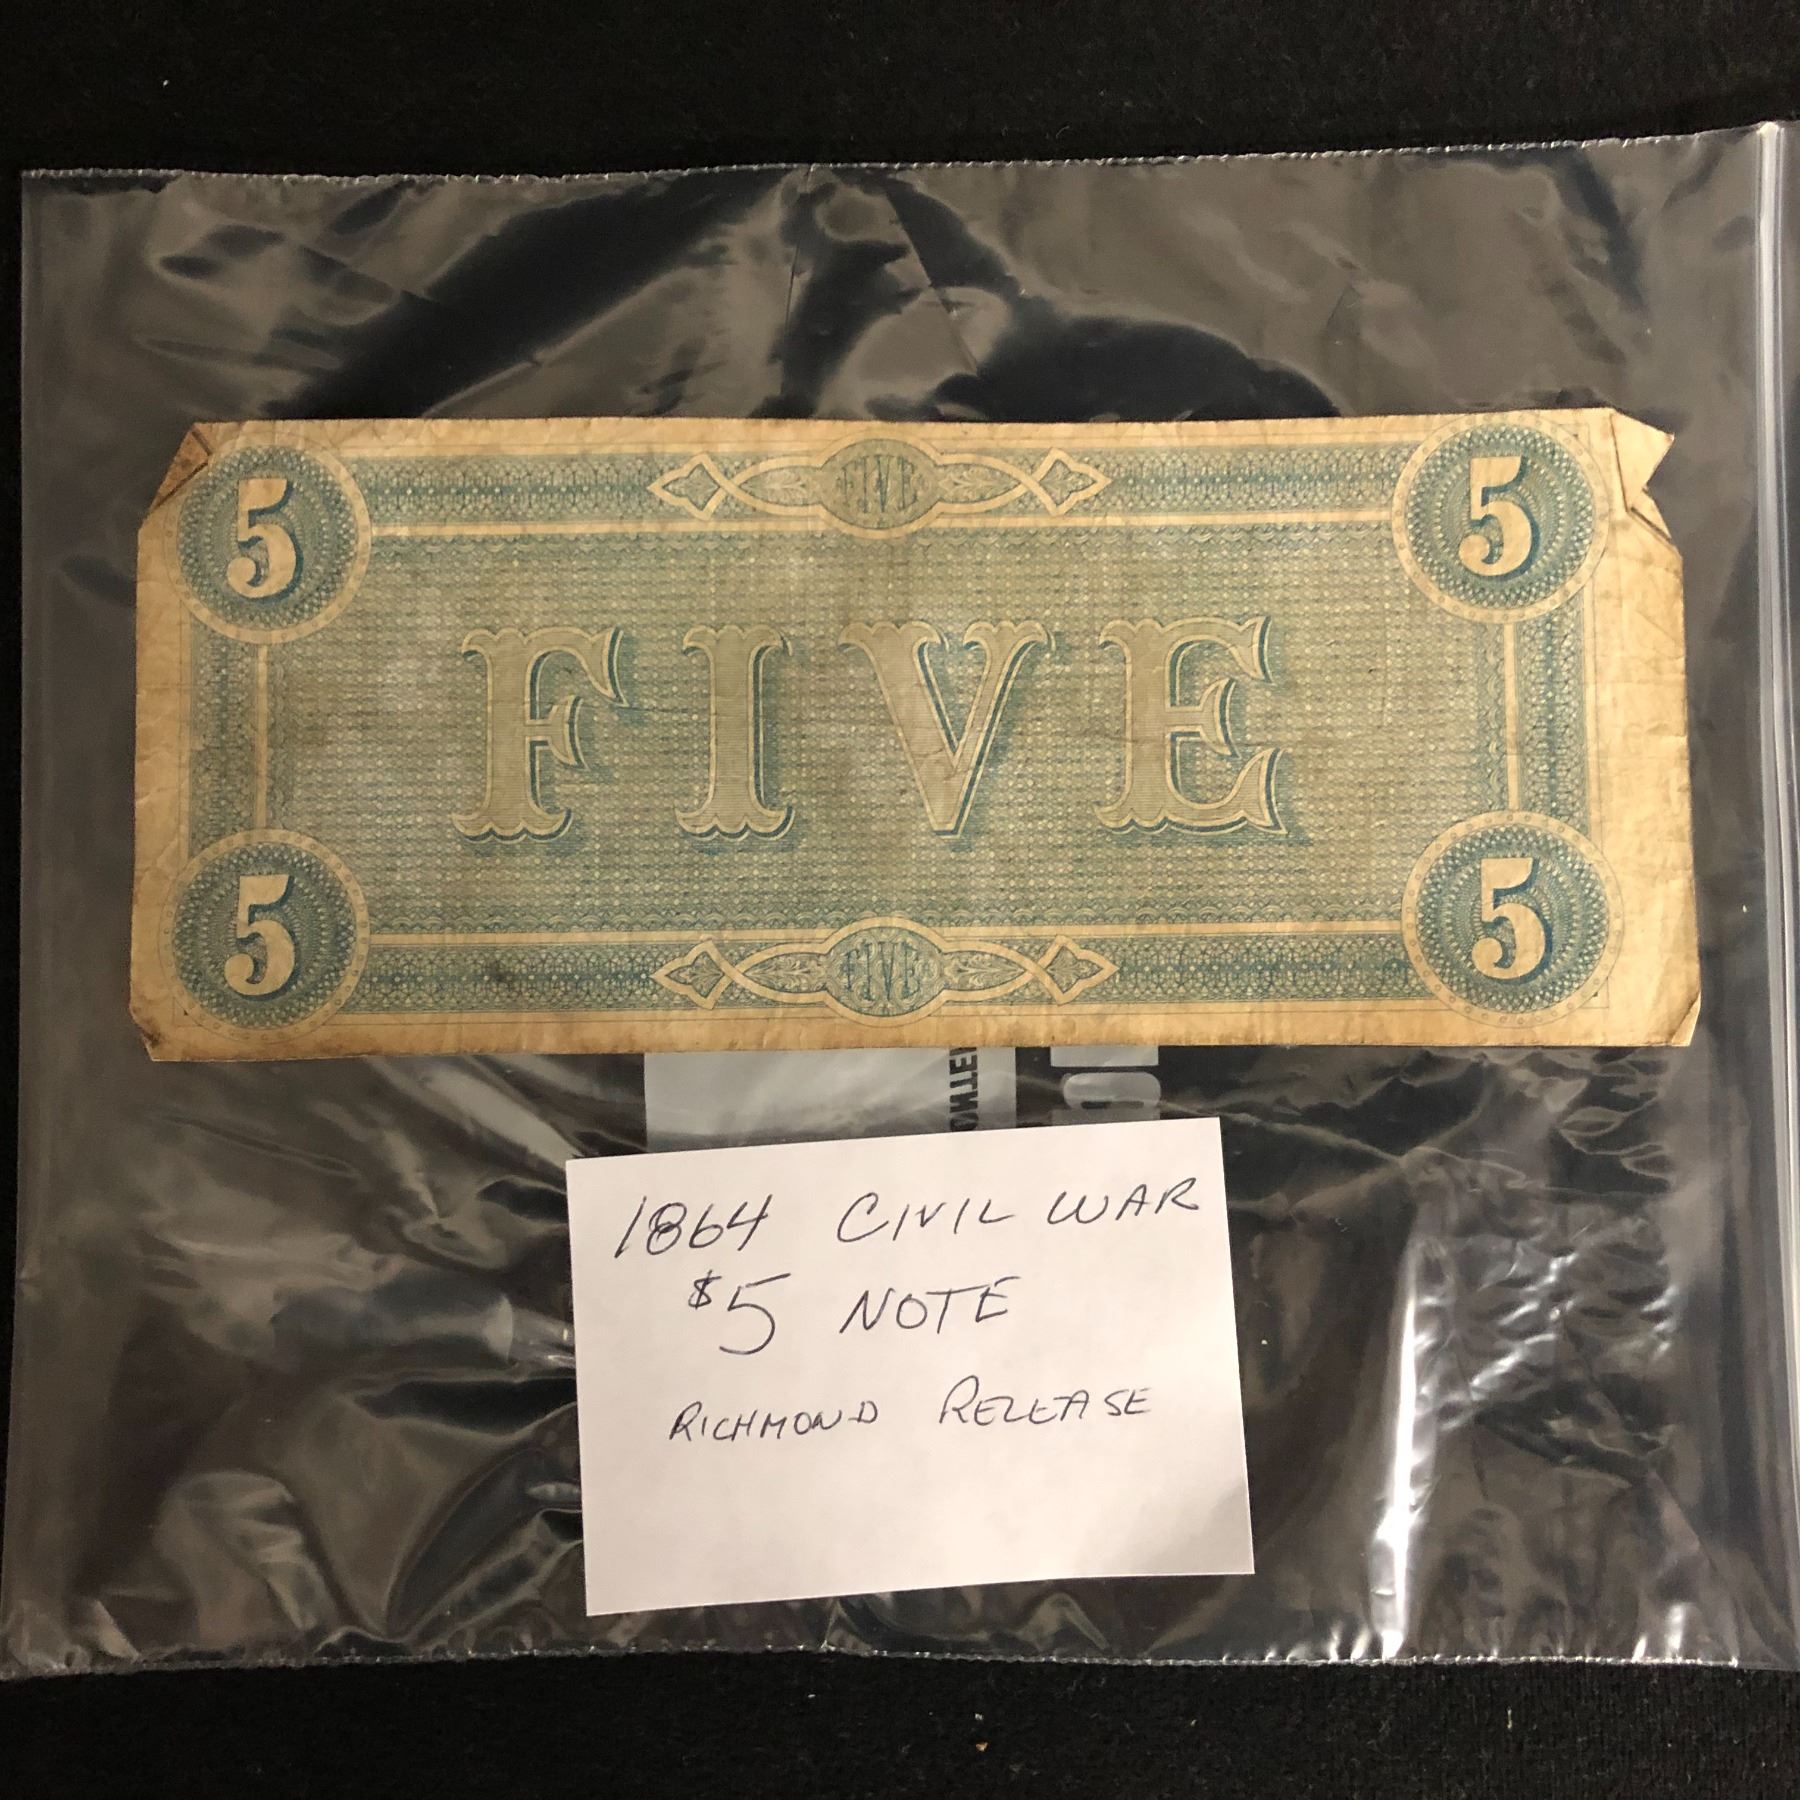 5 FIVE 5
FIVE
5 FIVE 5
1864 CIVIL WAR
$5 NOTE
RICHMOND RELEASE